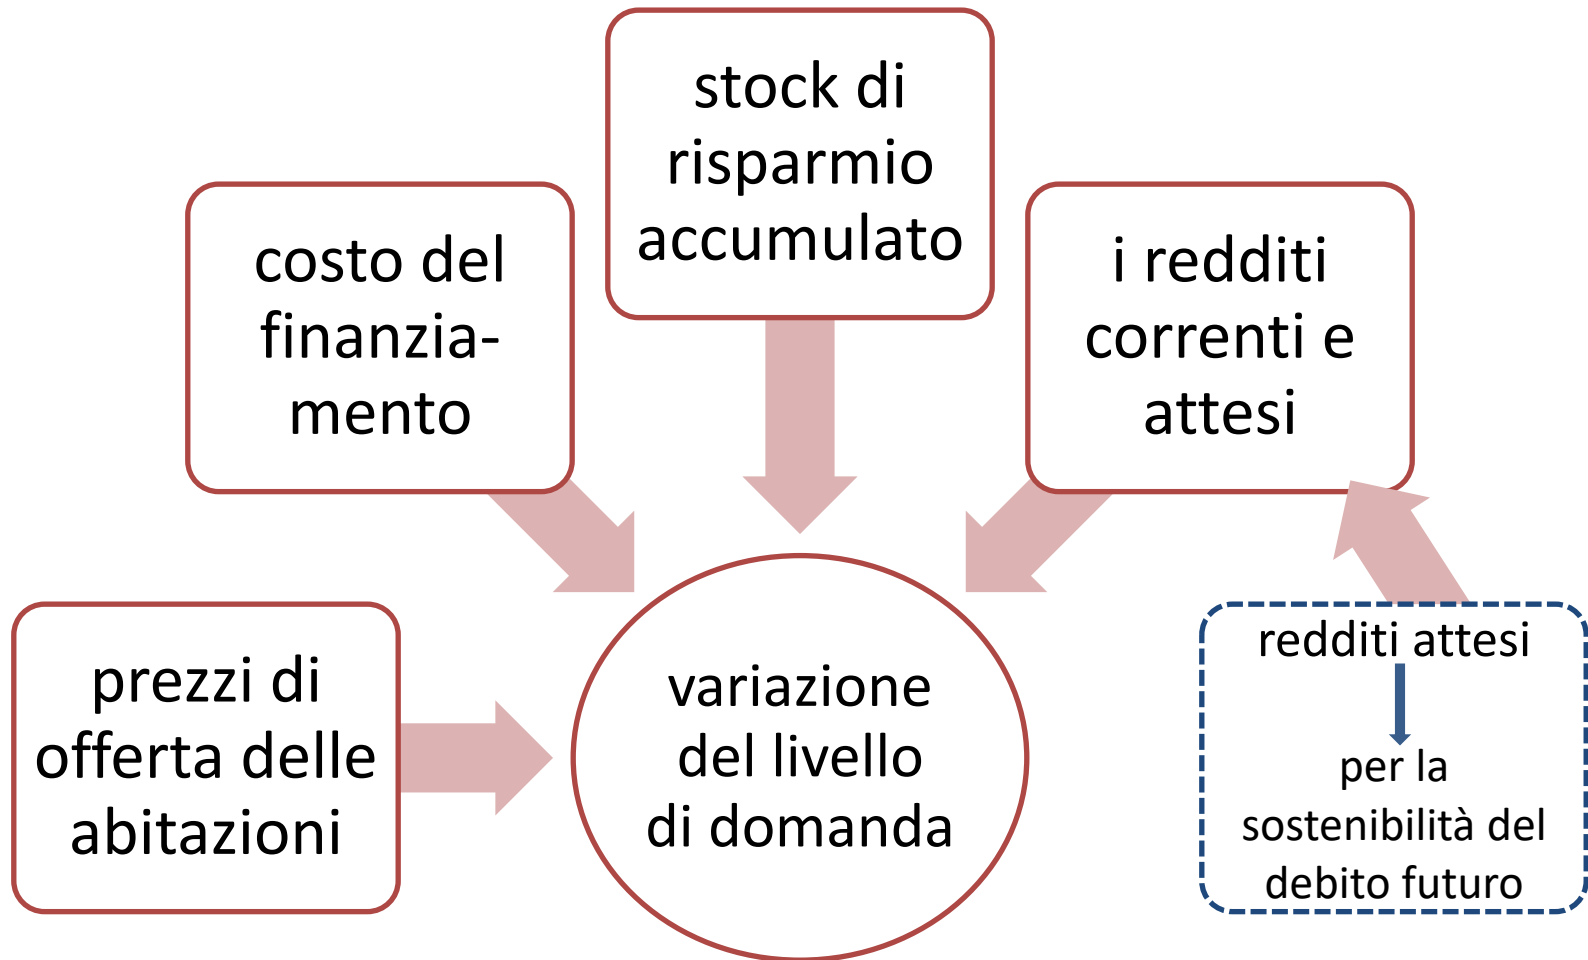 stock di
risparmio
accumulato
costo del
finanzia-
mento
i redditi
correnti e
attesi
prezzi di
offerta delle
abitazioni
variazione
del livello
di domanda
redditi attesi
per la
sostenibilità del
debito futuro